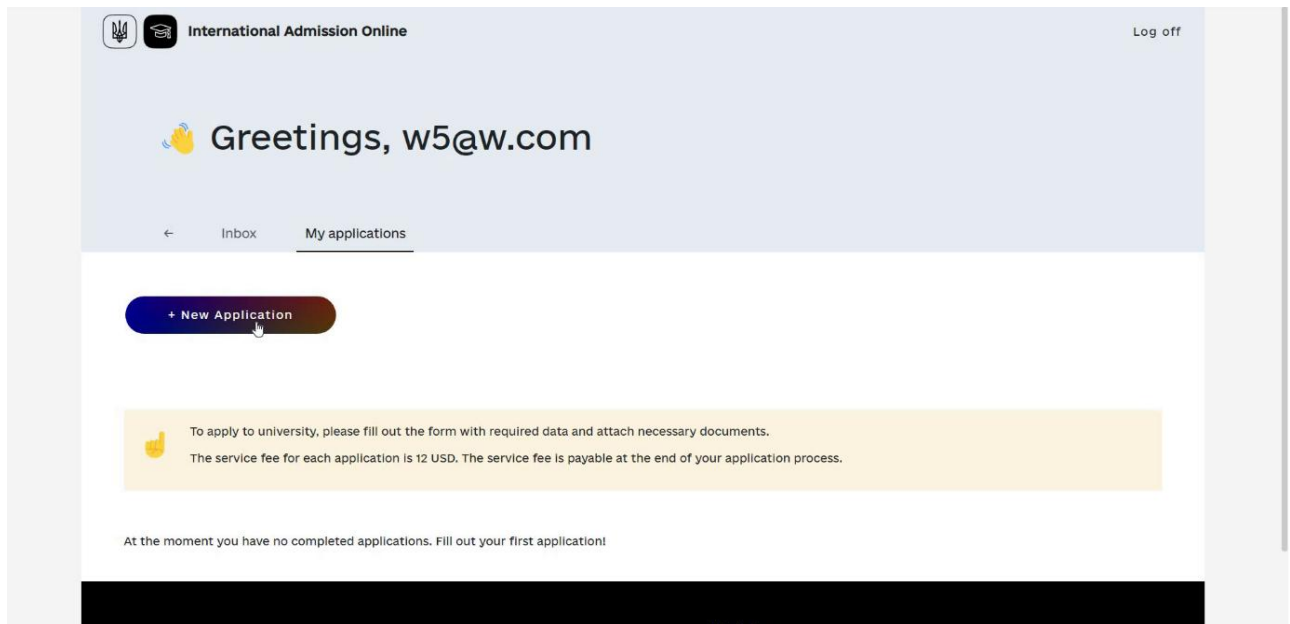 International Admission Online
Log off
Greetings, w5@w.com
← Inbox My applications
+ New Application
To apply to university, please fill out the form with required data and attach necessary documents.
The service fee for each application is 12 USD. The service fee is payable at the end of your application process.
At the moment you have no completed applications. Fill out your first application!